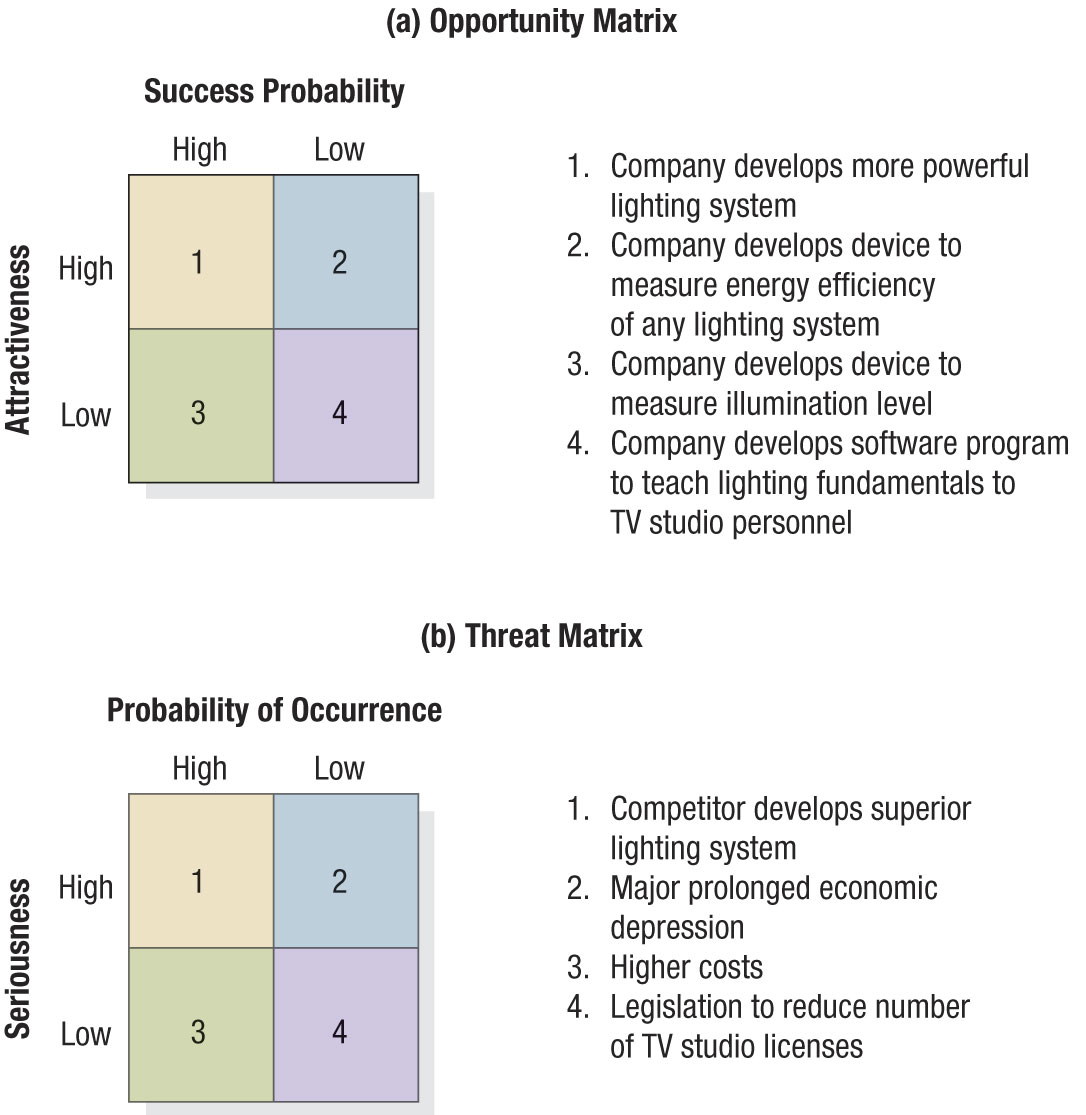 (a) Opportunity Matrix
Success Probability
High Low
Attractiveness
High 1 2
Low 3 4
1. Company develops more powerful
lighting system
2. Company develops device to
measure energy efficiency
of any lighting system
3. Company develops device to
measure illumination level
4. Company develops software program
to teach lighting fundamentals to
TV studio personnel
(b) Threat Matrix
Probability of Occurrence
High Low
Seriousness
High 1 2
Low 3 4
1. Competitor develops superior
lighting system
2. Major prolonged economic
depression
3. Higher costs
4. Legislation to reduce number
of TV studio licenses